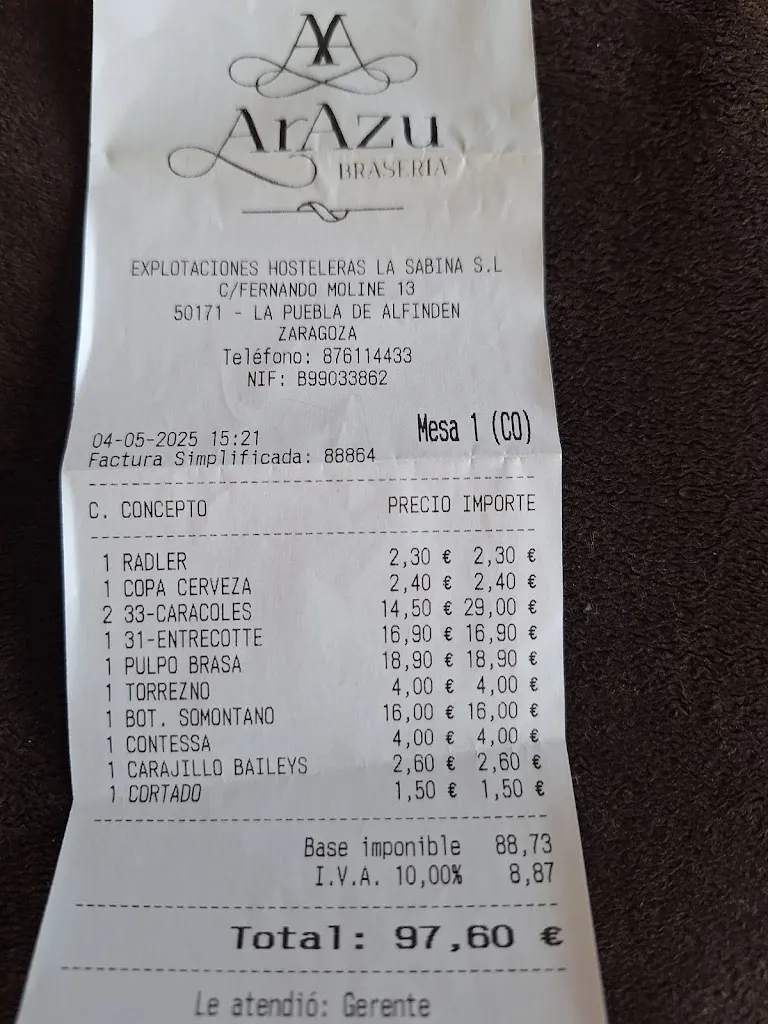 AA
ArAzu
BRASERIA
EXPLOTACIONES HOSTELERAS LA SABINA S.L
C/FERNANDO MOLINE 13
50171 - LA PUEBLA DE ALFINDEN
ZARAGOZA
Teléfono: 876114433
NIF: B99033862
04-05-2025 15:21 Mesa 1 (CO)
Factura Simplificada: 88864
C. CONCEPTO PRECIO IMPORTE
1 RADLER 2,30 € 2,30 €
1 COPA CERVEZA 2,40 € 2,40 €
2 33-CARACOLES 14,50 € 29,00 €
1 31-ENTRECOTTE 16,90 € 16,90 €
1 PULPO BRASA 18,90 € 18,90 €
1 TORREZNO 4,00 € 4,00 €
1 BOT. SOMONTANO 16,00 € 16,00 €
1 CONTESSA 4,00 € 4,00 €
1 CARAJILLO BAILEYS 2,60 € 2,60 €
1 CORTADO 1,50 € 1,50 €
Base imponible 88,73
I.V.A. 10,00% 8,87
Total: 97,60 €
Le atendió: Gerente